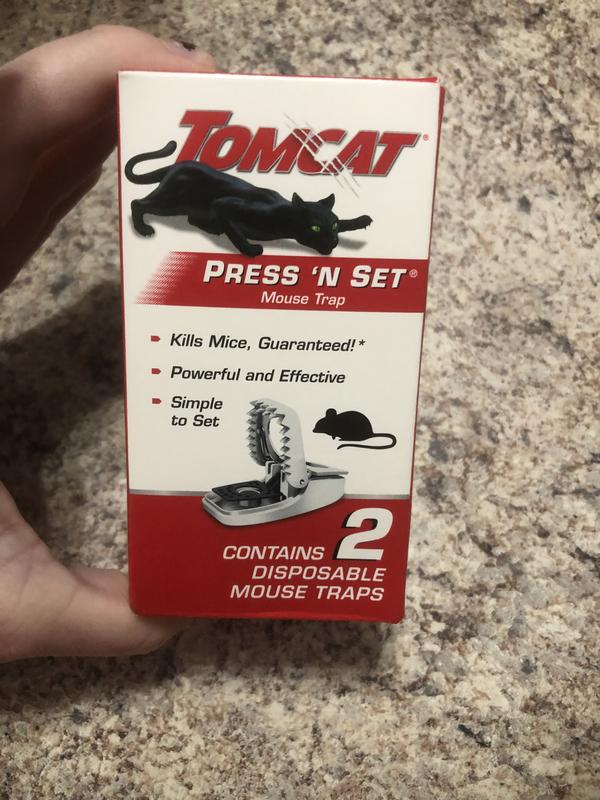 TOMCAT®
PRESS 'N SET®
Mouse Trap
Kills Mice, Guaranteed!*
Powerful and Effective
Simple
to Set
CONTAINS 2
DISPOSABLE
MOUSE TRAPS